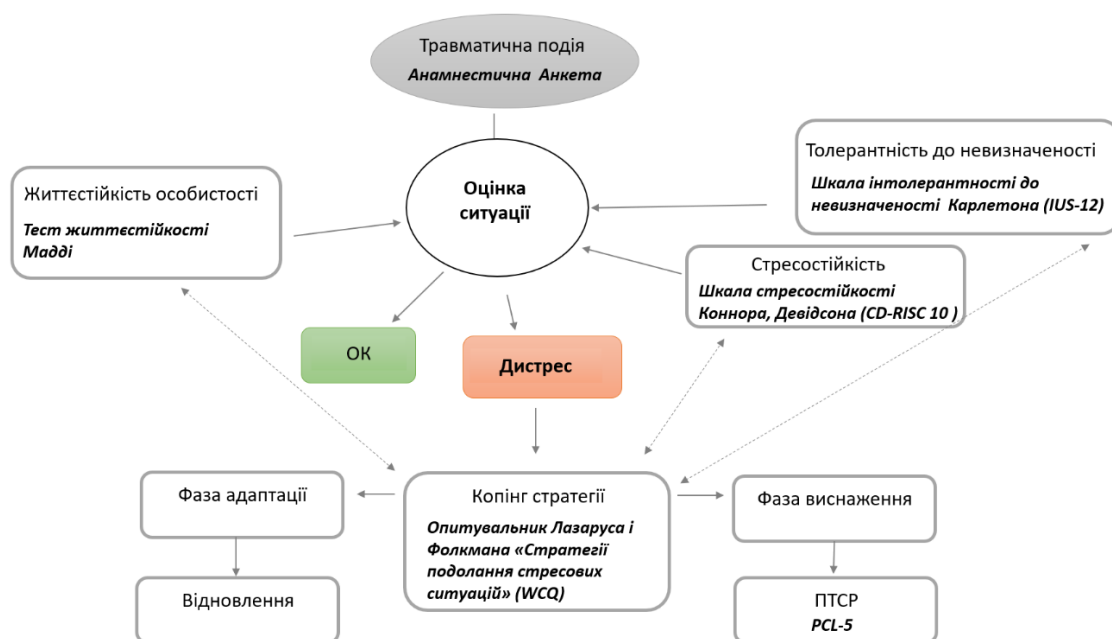 Травматична подія
Анамнестична Анкета
Толерантність до невизначеності
Шкала інтолерантності до
невизначеності Карлетона (IUS-12)
Життєстійкість особистості
Тест життєстійкості
Мадді
Оцінка
ситуації
Стресостійкість
Шкала стресостійкості
Коннора, Девідсона (CD-RISC 10 )
ОК
Дистрес
Фаза адаптації
Копінг стратегії
Опитувальник Лазаруса і
Фолкмана «Стратегії
подолання стресових
ситуацій» (WCQ)
Фаза виснаження
Відновлення
ПТСР
PCL-5